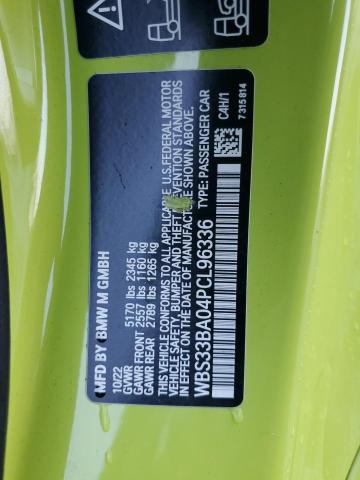 MFD BY BMW M GMBH
10/22
GVWR 5170 lbs 2345 kg
GAWR FRONT 2557 lbs 1160 kg
GAWR REAR 2789 lbs 1265 kg
THIS VEHICLE CONFORMS TO ALL APPLICABLE U.S.FEDERAL MOTOR
VEHICLE SAFETY, BUMPER, AND THEFT PREVENTION STANDARDS
IN EFFECT ON THE DATE OF MANUFACTURE SHOWN ABOVE.
WBS33BA04PCL96336 TYPE: PASSENGER CAR
C4H/1
7315814